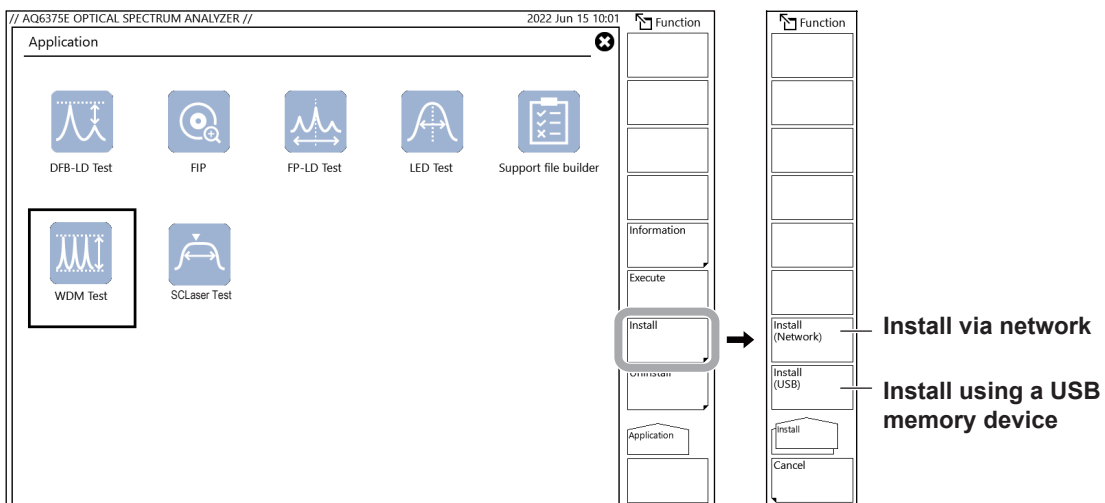 // AQ6375E OPTICAL SPECTRUM ANALYZER // 2022 Jun 15 10:01
Application
DFB-LD Test
FIP
FP-LD Test
LED Test
Support file builder
WDM Test
SCLaser Test
Function
Information
Execute
Install
Uninstall
Application
Function
Install
(Network)
Install
(USB)
Install
Cancel
Install via network
Install using a USB
memory device